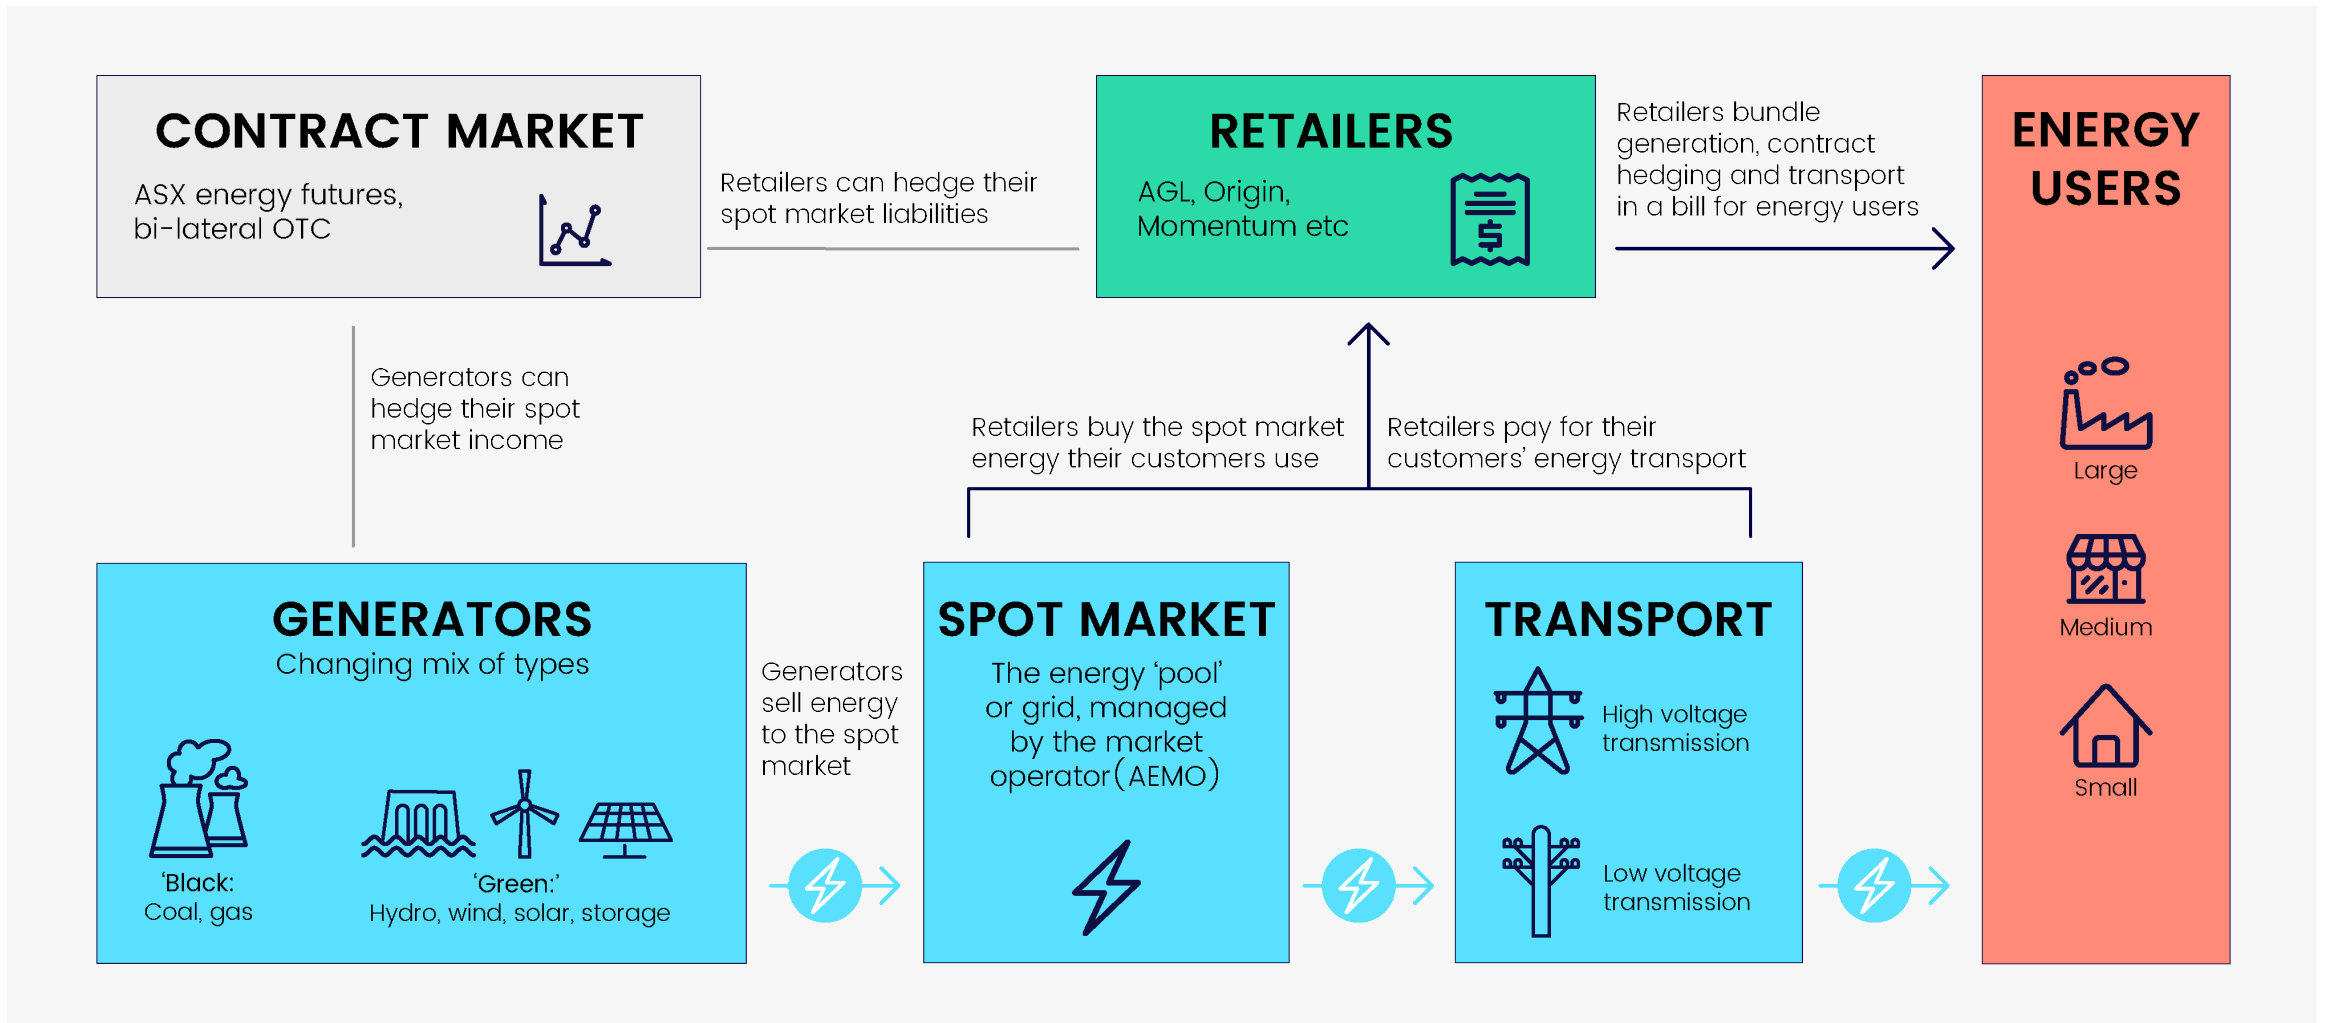 CONTRACT MARKET
ASX energy futures,
bi-lateral OTC
Retailers can hedge their
spot market liabilities
RETAILERS
AGL, Origin,
Momentum etc
$
Retailers bundle
generation, contract
hedging and transport
in a bill for energy users
ENERGY
USERS
Large
Medium
Small
Generators can
hedge their spot
market income
Retailers buy the spot market
energy their customers use
Retailers pay for their
customers’ energy transport
GENERATORS
Changing mix of types
‘Black:
Coal, gas
‘Green:’
Hydro, wind, solar, storage
Generators
sell energy
to the spot
market
SPOT MARKET
The energy ‘pool’
or grid, managed
by the market
operator(AEMO)
TRANSPORT
High voltage
transmission
Low voltage
transmission